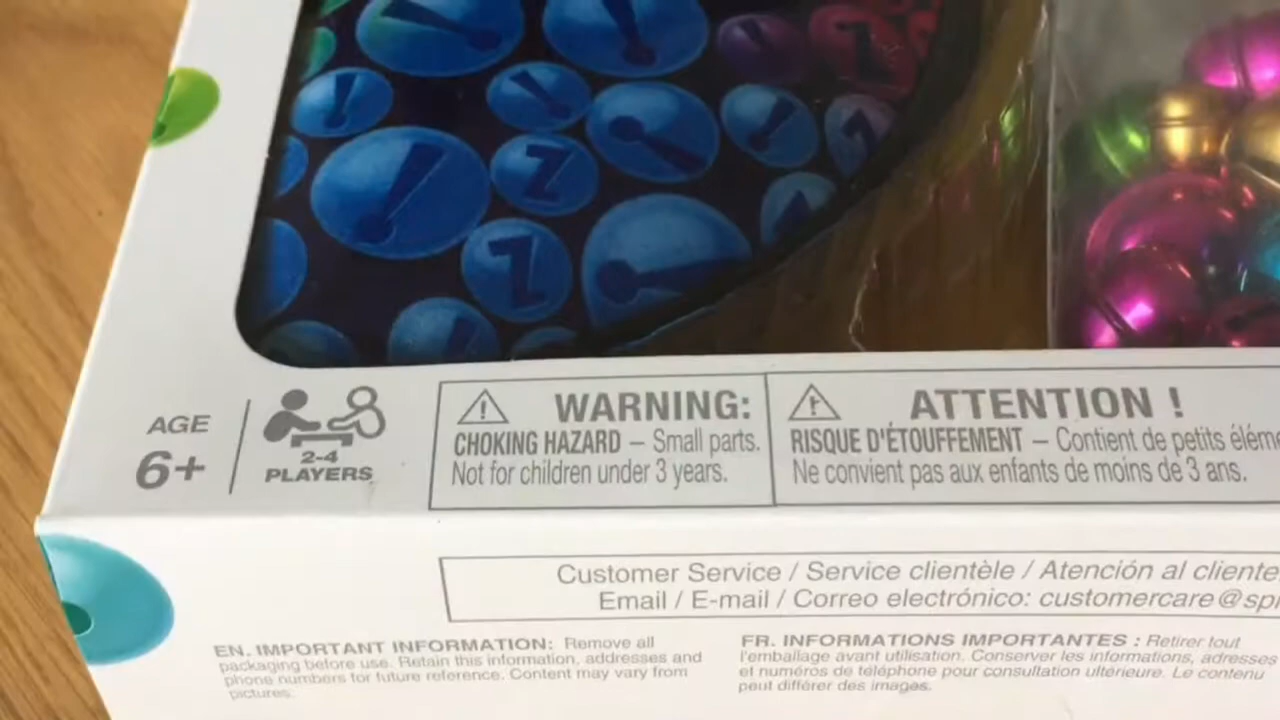 AGE
6+
2-4
PLAYERS
WARNING:
CHOKING HAZARD – Small parts.
Not for children under 3 years.
ATTENTION !
RISQUE D'ÉTOUFFEMENT – Contient de petits éléme
Ne convient pas aux enfants de moins de 3 ans.
Customer Service / Service clientèle / Atención al cliente
Email / E-mail / Correo electrónico: customercare@spi
EN. IMPORTANT INFORMATION: Remove all
packaging before use. Retain this information, addresses and
phone numbers for future reference. Content may vary from
pictures.
FR. INFORMATIONS IMPORTANTES : Retirer tout
l'emballage avant utilisation. Conserver les informations, adresses
et numéros de téléphone pour consultation ultérieure. Le contenu
peut différer des images.